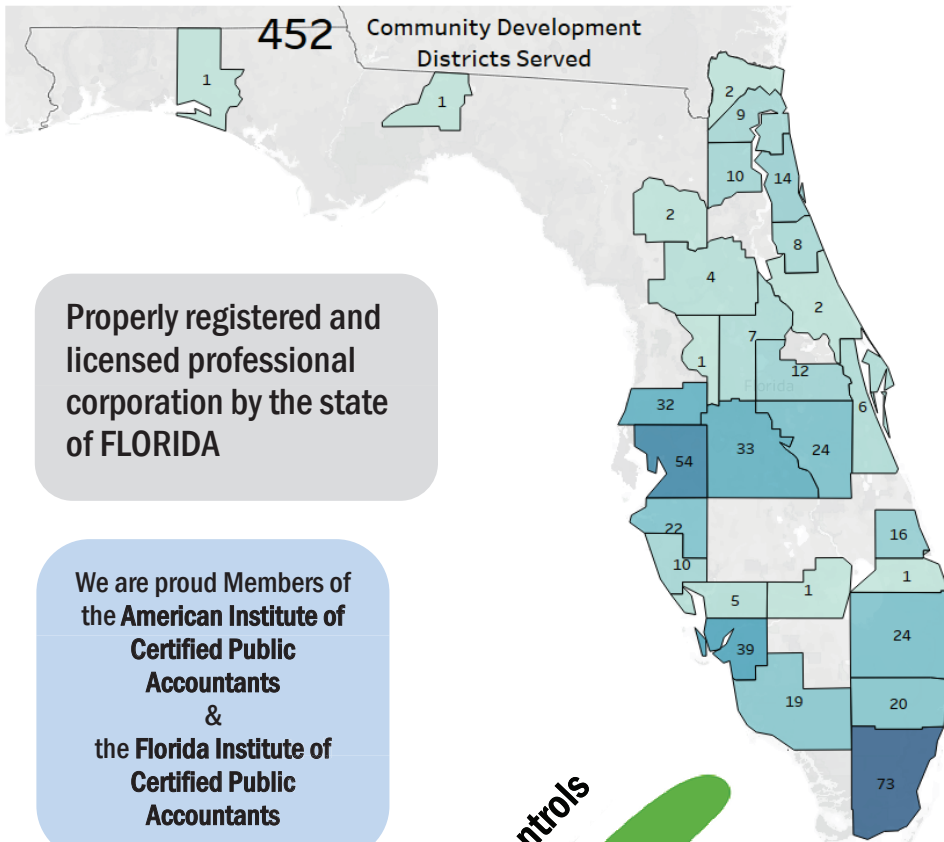 452
Community Development
Districts Served
1
1
2
9
10
14
2
8
4
2
7
1
12
Florida
6
32
33
24
54
22
16
10
1
5
1
24
39
19
20
73
Properly registered and
licensed professional
corporation by the state
of FLORIDA
We are proud Members of
the American Institute of
Certified Public
Accountants
&
the Florida Institute of
Certified Public
Accountants
ntrols